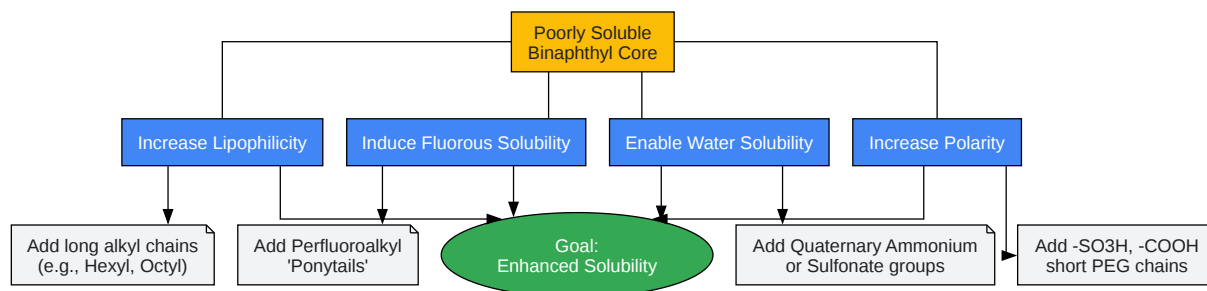 Poorly Soluble
Binaphthyl Core
Increase Lipophilicity
Induce Fluorous Solubility
Enable Water Solubility
Increase Polarity
Add long alkyl chains
(e.g., Hexyl, Octyl)
Add Perfluoroalkyl
'Ponytails'
Goal:
Enhanced Solubility
Add Quaternary Ammonium
or Sulfonate groups
Add -SO3H, -COOH
short PEG chains